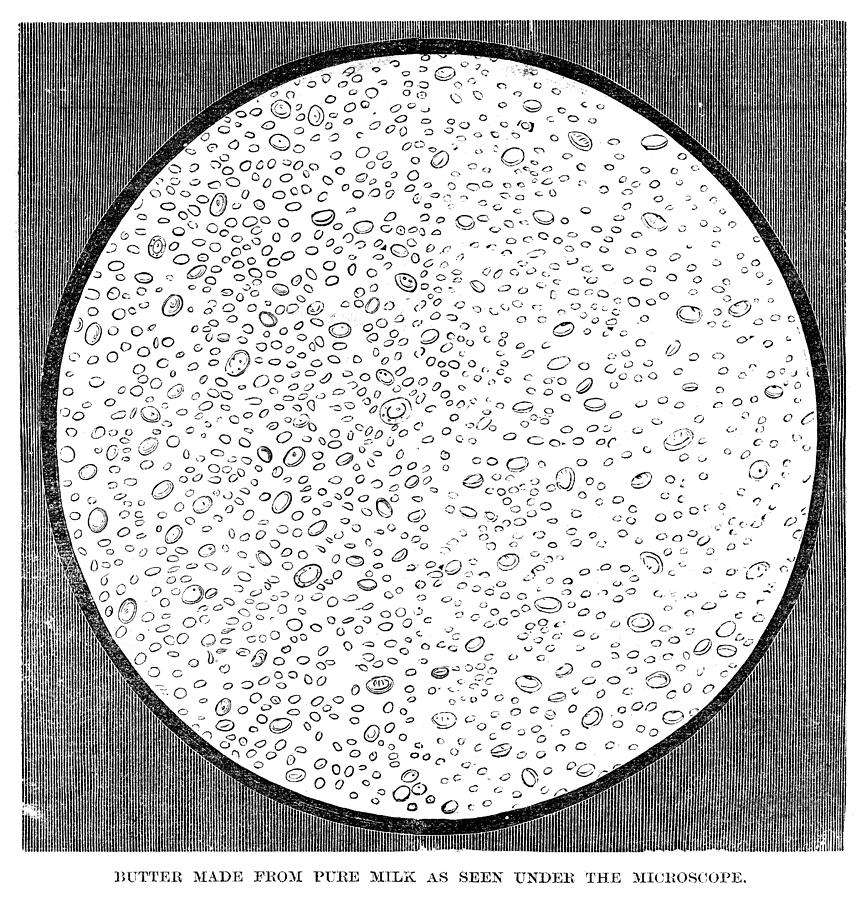 BUTTER MADE FROM PURE MILK AS SEEN UNDER THE MICROSCOPE.